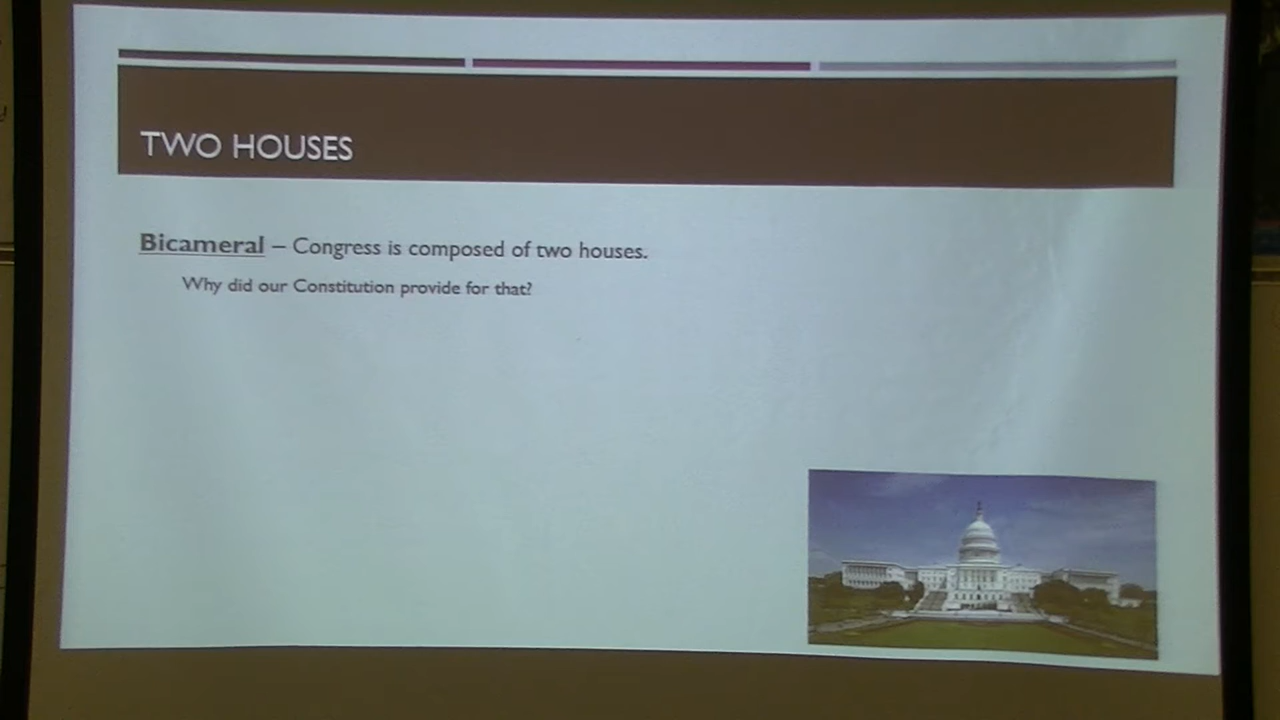 TWO HOUSES
Bicameral – Congress is composed of two houses.
Why did our Constitution provide for that?